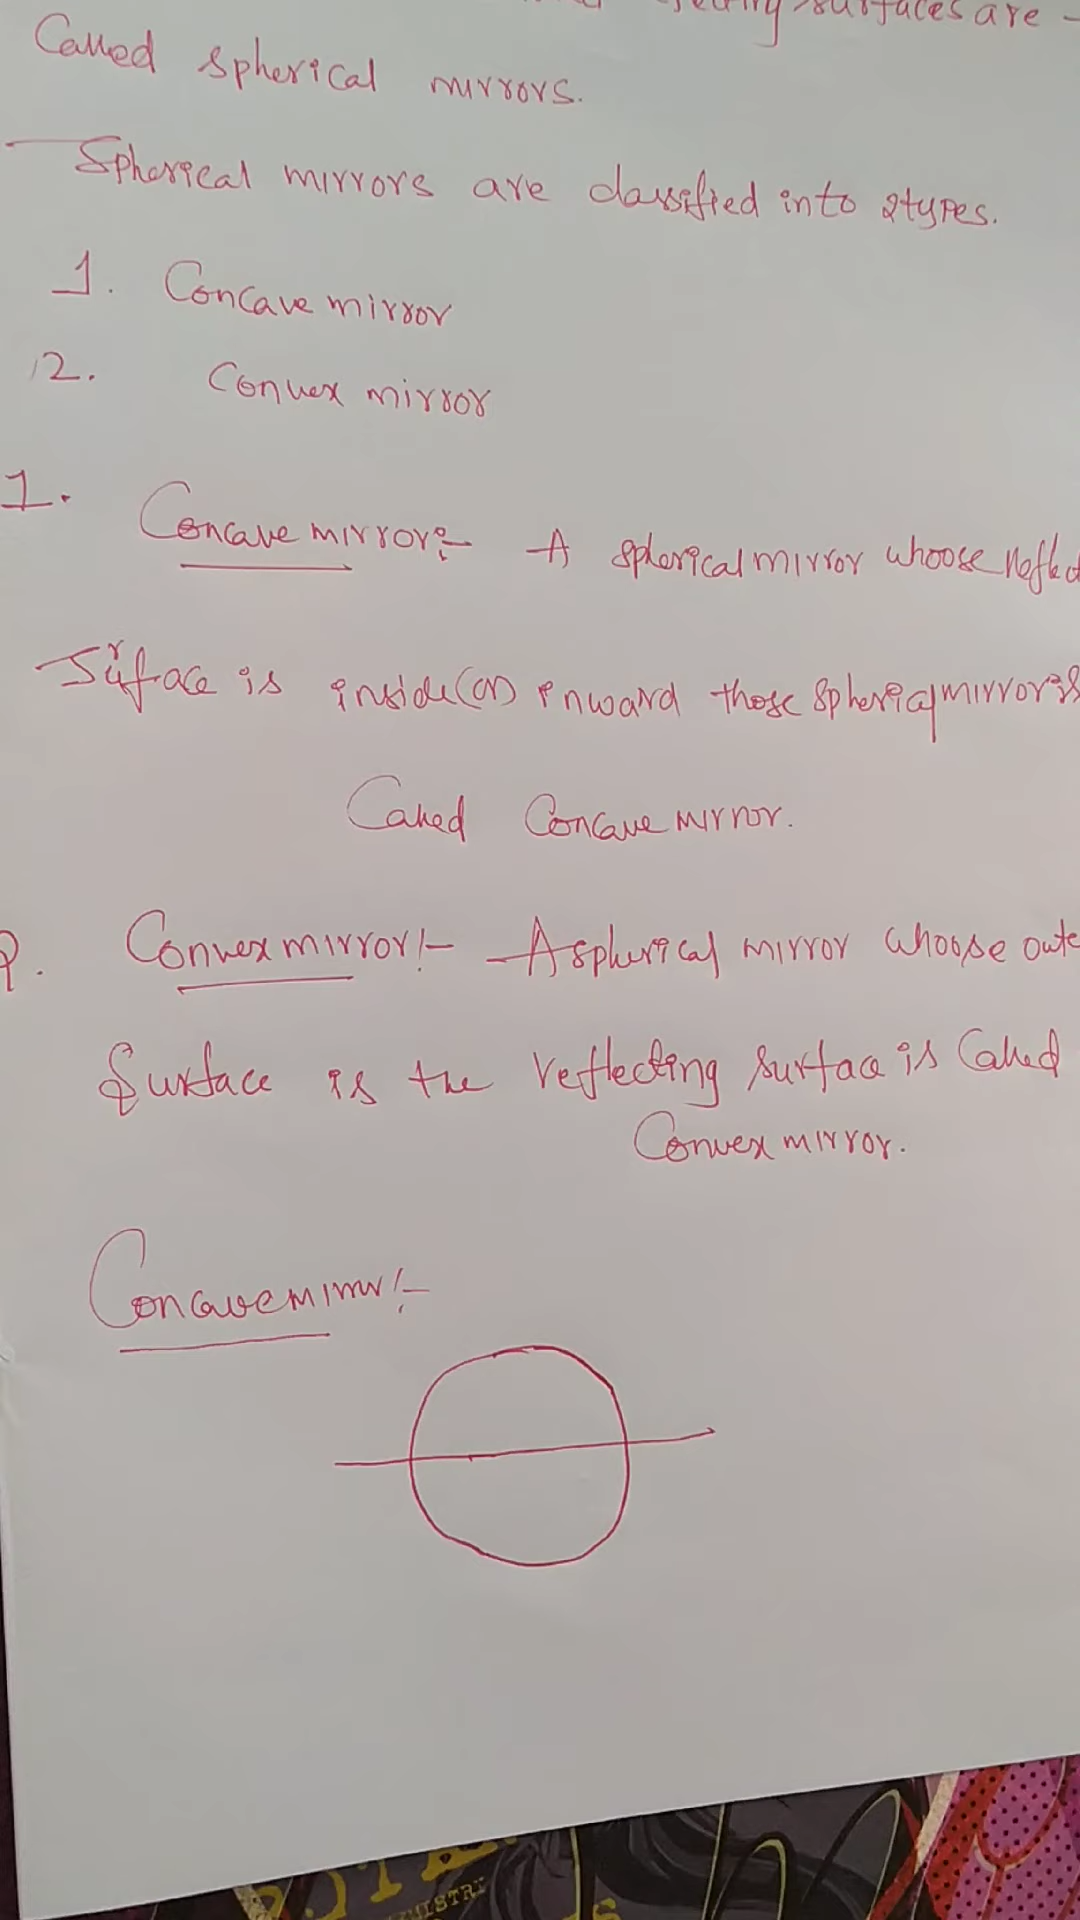 surfaces are -
Called spherical mirrors.
Spherical mirrors are classified into 2types.
1. Concave mirror
2. Convex mirror
1. Concave mirror:- A spherical mirror whoose reflect
Surface is inside(or) inward those spherical mirror is
Called Concave mirror.
2. Convex mirror:- A spherical mirror whoose oute
Surface is the reflecting surface is Called
Convex mirror.
Concave mirror:-